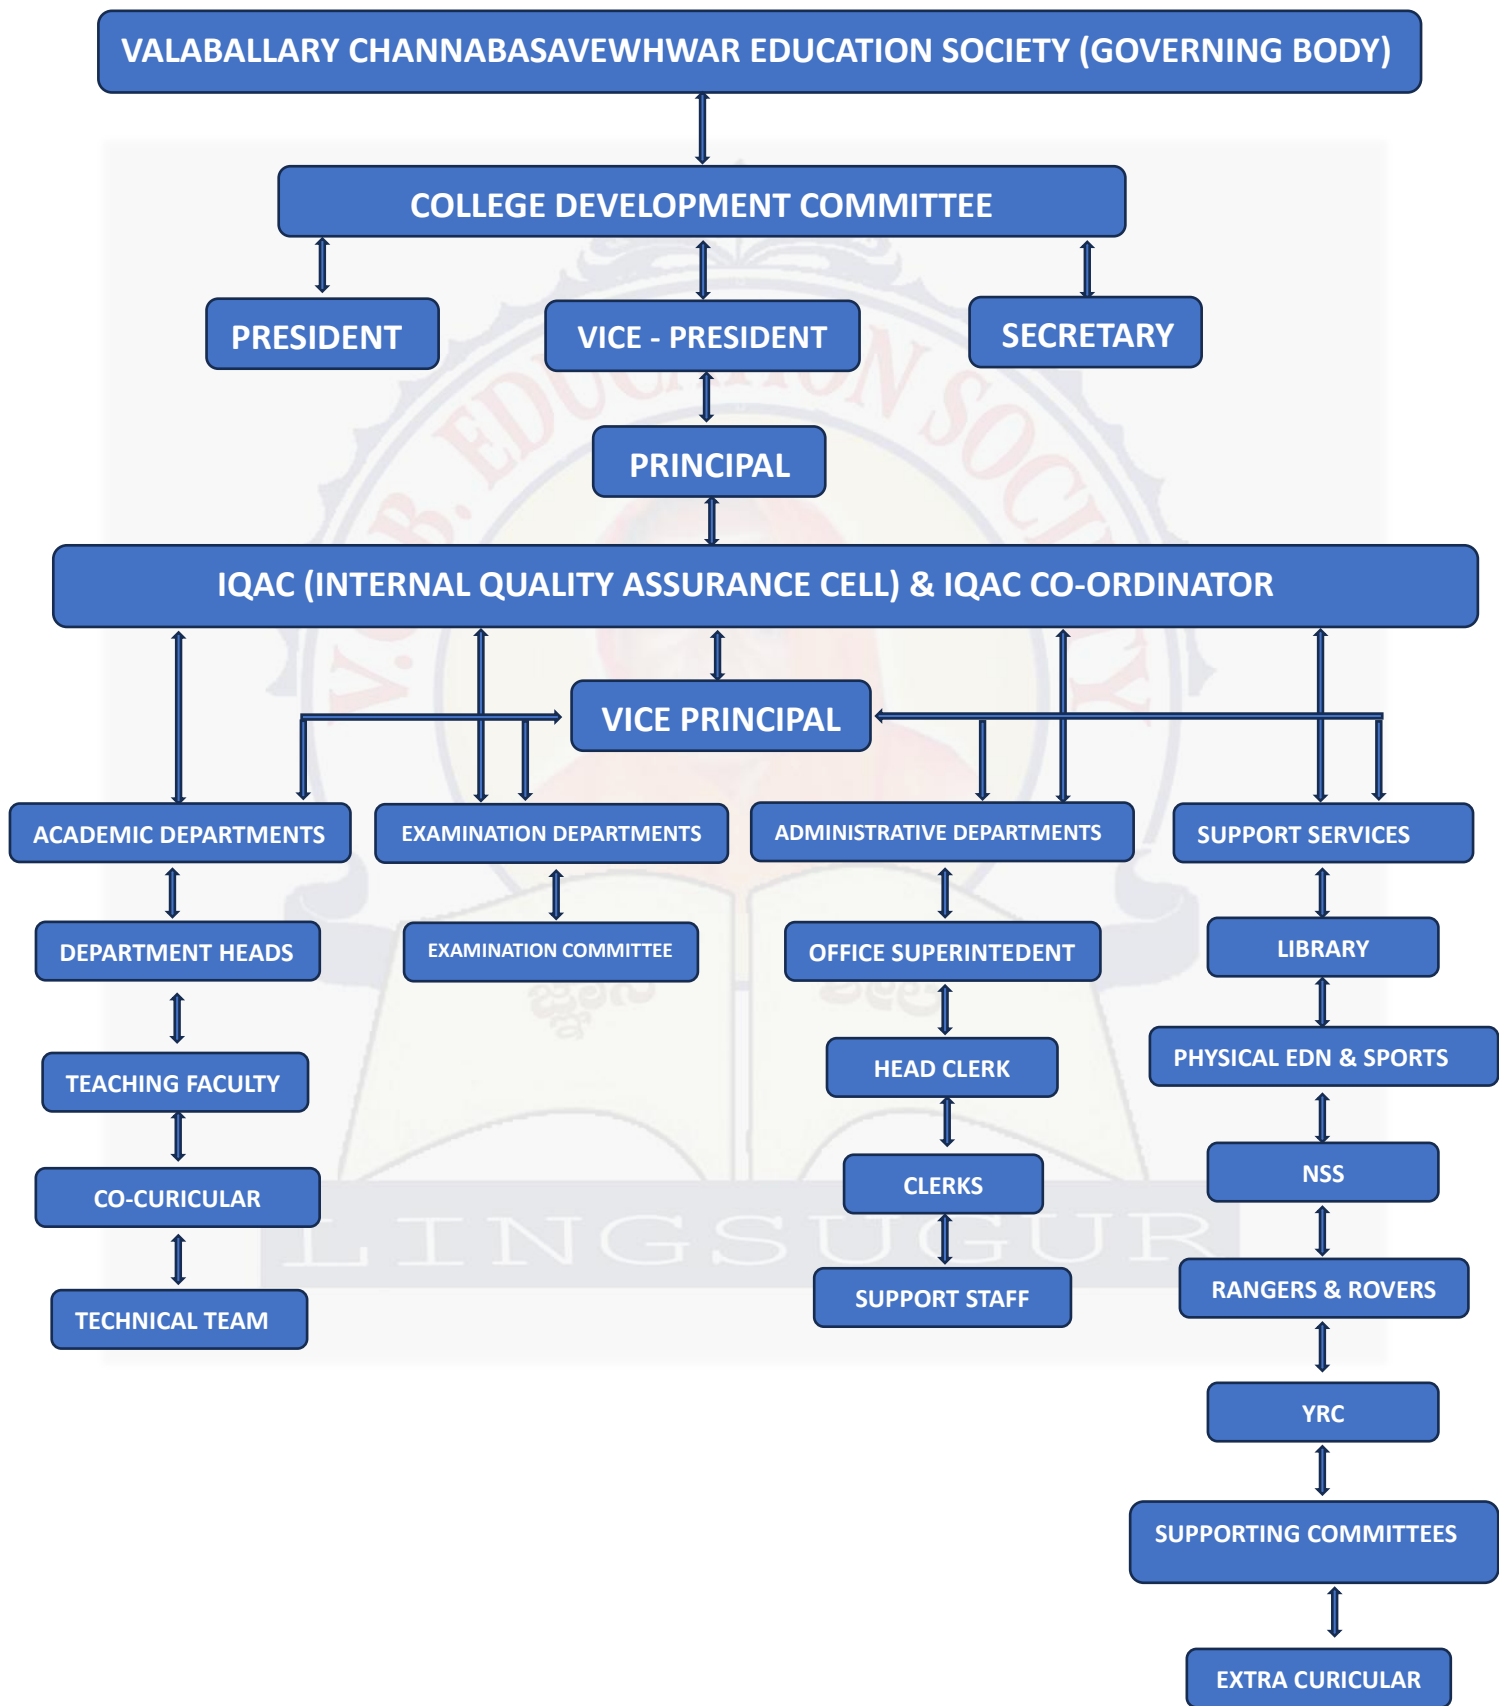 VALABALLARY CHANNABASAVEWHWAR EDUCATION SOCIETY (GOVERNING BODY)
COLLEGE DEVELOPMENT COMMITTEE
PRESIDENT
VICE - PRESIDENT
SECRETARY
PRINCIPAL
IQAC (INTERNAL QUALITY ASSURANCE CELL) & IQAC CO-ORDINATOR
VICE PRINCIPAL
ACADEMIC DEPARTMENTS
EXAMINATION DEPARTMENTS
ADMINISTRATIVE DEPARTMENTS
SUPPORT SERVICES
DEPARTMENT HEADS
EXAMINATION COMMITTEE
OFFICE SUPERINTEDENT
LIBRARY
TEACHING FACULTY
HEAD CLERK
PHYSICAL EDN & SPORTS
CO-CURICULAR
CLERKS
NSS
TECHNICAL TEAM
SUPPORT STAFF
RANGERS & ROVERS
YRC
SUPPORTING COMMITTEES
EXTRA CURICULAR
EDUCATION SOCIETY
LINGSUGUR